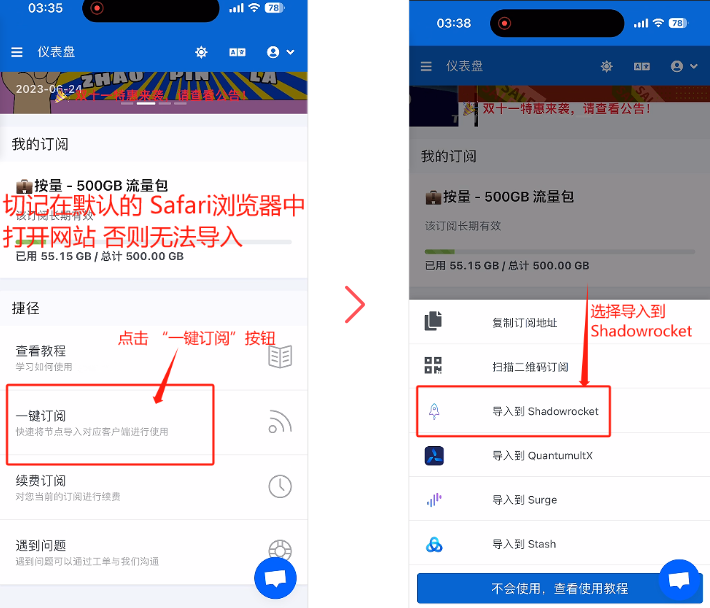 03:35
78
仪表盘
ZHAO PIN LA
2023-06-24
双十一特惠来袭，请查看公告！
我的订阅
按量 - 500GB 流量包
切记在默认的 Safari浏览器中
该订阅长期有效
打开网站 否则无法导入
已用 55.15 GB / 总计 500.00 GB
捷径
点击 “一键订阅”按钮
查看教程
学习如何使用
一键订阅
快速将节点导入对应客户端进行使用
续费订阅
对您当前的订阅进行续费
遇到问题
遇到问题可以通过工单与我们沟通
03:38
78
仪表盘
双十一特惠来袭，请查看公告！
我的订阅
按量 - 500GB 流量包
该订阅长期有效
已用 55.15 GB / 总计 500.00 GB
选择导入到
Shadowrocket
复制订阅地址
扫描二维码订阅
导入到 Shadowrocket
导入到 QuantumultX
导入到 Surge
导入到 Stash
不会使用，查看使用教程